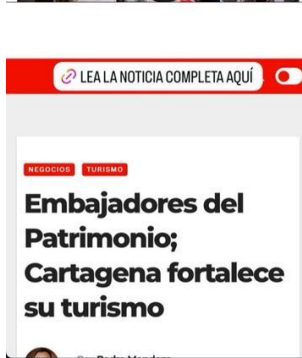 LEA LA NOTICIA COMPLETA AQUÍ
NEGOCIOS TURISMO
Embajadores del
Patrimonio;
Cartagena fortalece
su turismo